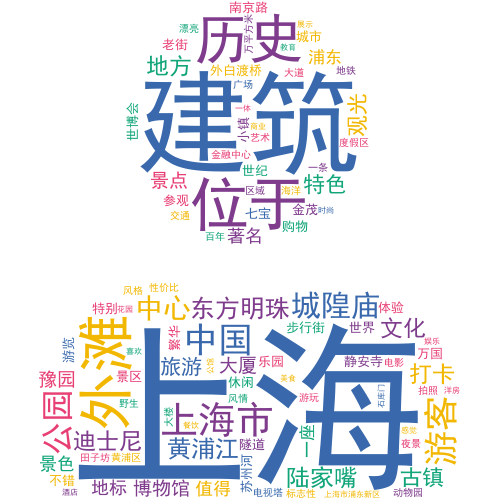 南京路
漂亮
历史
万平方米
展示
城市
老街
教育
浦东
地方
外白渡桥
大道
地铁
广场
建筑
世博会
一体
观光
小镇
商业
艺术
度假区
金融中心
一条
景点
世纪
特色
区域
海洋
参观
位于
七宝
金茂
时尚
交通
购物
百年
著名
风格
性价比
特别
花园
中心
东方明珠
城隍庙
体验
外滩
繁华
中国
步行街
世界
文化
娱乐
游览
喜欢
上海
万国
豫园
景区
旅游
公馆
大厦
乐园
静安寺
电影
打卡
休闲
美食
公园
野生
风情
游玩
石库门
拍照
洋房
大楼
上海市
餐饮
游客
感觉
迪士尼
黄浦江
隧道
一座
夜景
景色
田子坊
黄浦区
苏州河
陆家嘴
古镇
不错
地标
博物馆
值得
酒店
电视塔
标志性
上海市浦东新区
动物园